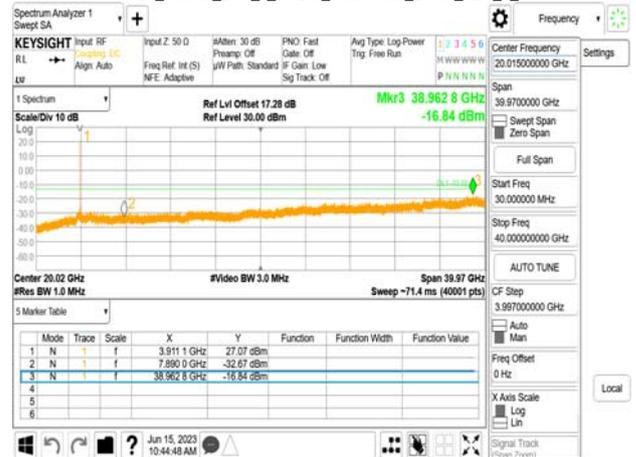 Spectrum Analyzer 1
Swept SA
Frequency
KEYSIGHT
RL
Input: RF
Coupling: DC
Align: Auto
Input Z: 50 Ω
Freq Ref: Int (S)
NFE: Adaptive
#Atten: 30 dB
Preamp: Off
µW Path: Standard
PNO: Fast
Gate: Off
IF Gain: Low
Sig Track: Off
Avg Type: Log-Power
Trig: Free Run
1 2 3 4 5 6
M W W W W W
P N N N N N
1 Spectrum
Scale/Div 10 dB
Ref Lvl Offset 17.28 dB
Ref Level 30.00 dBm
Mkr3 38.962 8 GHz
-16.84 dBm
Log
20.0
10.0
0.00
-10.0
-20.0
-30.0
-40.0
-50.0
-60.0
1
2
3
Center 20.02 GHz
#Res BW 1.0 MHz
#Video BW 3.0 MHz
Span 39.97 GHz
Sweep ~71.4 ms (40001 pts)
5 Marker Table
Mode Trace Scale X Y Function Function Width Function Value
1 N 1 f 3.911 1 GHz 27.07 dBm
2 N 1 f 7.890 0 GHz -32.67 dBm
3 N 1 f 38.962 8 GHz -16.84 dBm
4
5
6
Jun 15, 2023
10:44:48 AM
Center Frequency
20.015000000 GHz
Span
39.9700000 GHz
Swept Span
Zero Span
Full Span
Start Freq
30.000000 MHz
Stop Freq
40.000000000 GHz
AUTO TUNE
CF Step
3.997000000 GHz
Auto
Man
Freq Offset
0 Hz
X Axis Scale
Log
Lin
Signal Track
(Span Zoom)
Settings
Local